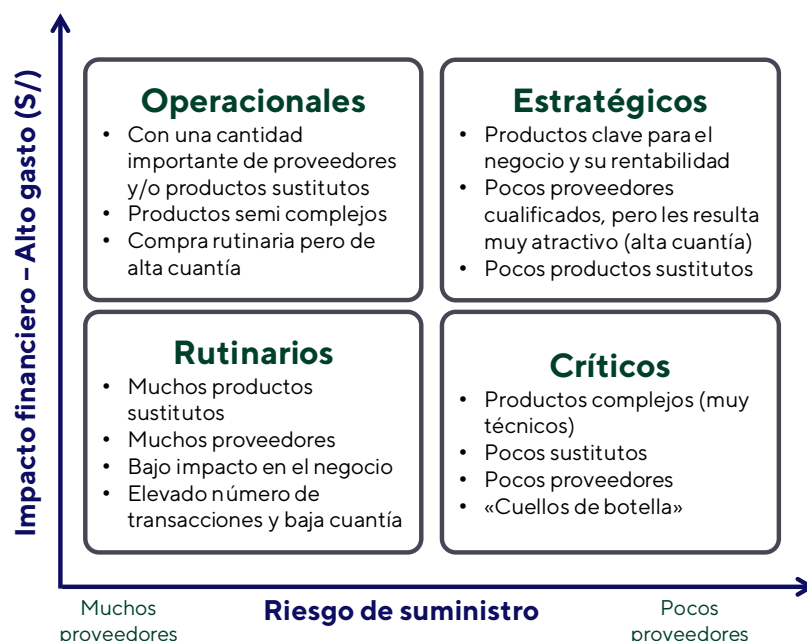 Impacto financiero – Alto gasto (S/)
Operacionales
• Con una cantidad
importante de proveedores
y/o productos sustitutos
• Productos semi complejos
• Compra rutinaria pero de
alta cuantía
Estratégicos
• Productos clave para el
negocio y su rentabilidad
• Pocos proveedores
cualificados, pero les resulta
muy atractivo (alta cuantía)
• Pocos productos sustitutos
Rutinarios
• Muchos productos
sustitutos
• Muchos proveedores
• Bajo impacto en el negocio
• Elevado número de
transacciones y baja cuantía
Críticos
• Productos complejos (muy
técnicos)
• Pocos sustitutos
• Pocos proveedores
• «Cuellos de botella»
Muchos
proveedores
Riesgo de suministro
Pocos
proveedores